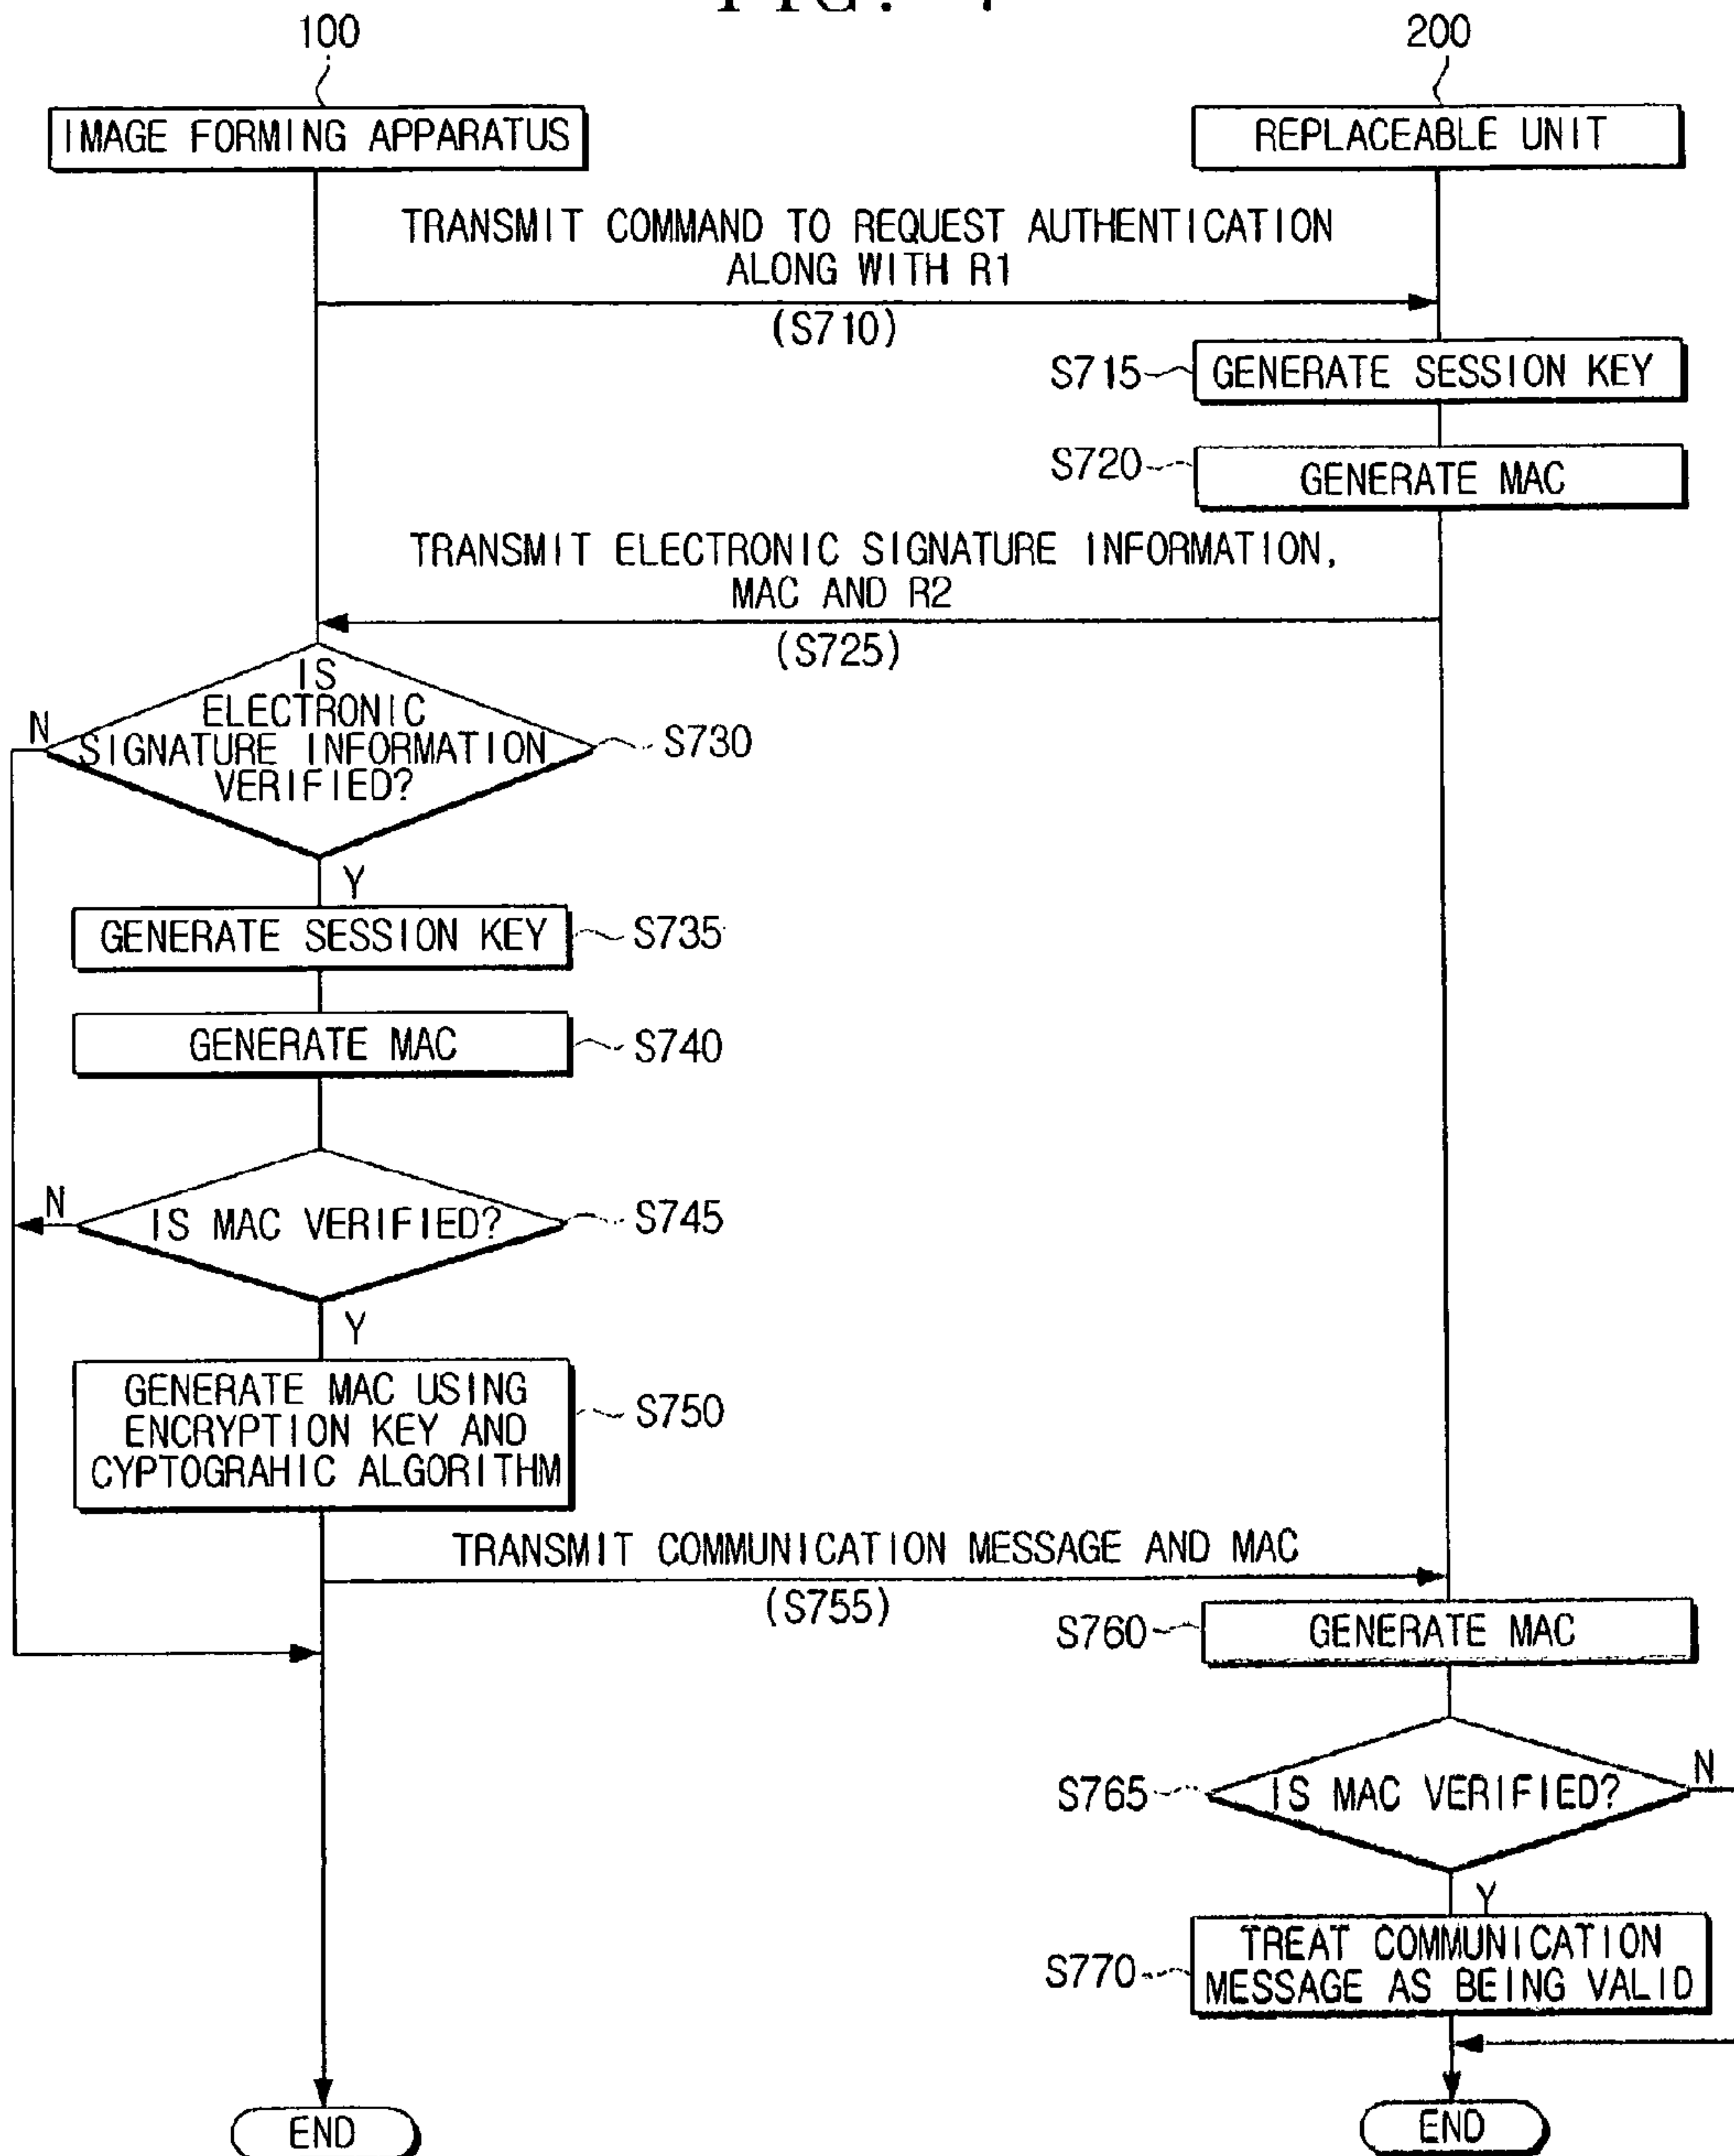 100
200
IMAGE FORMING APPARATUS
REPLACEABLE UNIT
TRANSMIT COMMAND TO REQUEST AUTHENTICATION
ALONG WITH R1
(S710)
S715
GENERATE SESSION KEY
S720
GENERATE MAC
TRANSMIT ELECTRONIC SIGNATURE INFORMATION,
MAC AND R2
(S725)
IS
ELECTRONIC
SIGNATURE INFORMATION
VERIFIED?
N
S730
Y
GENERATE SESSION KEY
S735
GENERATE MAC
S740
N
IS MAC VERIFIED?
S745
Y
GENERATE MAC USING
ENCRYPTION KEY AND
CYPTOGRAHIC ALGORITHM
S750
TRANSMIT COMMUNICATION MESSAGE AND MAC
(S755)
S760
GENERATE MAC
S765
IS MAC VERIFIED?
N
Y
S770
TREAT COMMUNICATION
MESSAGE AS BEING VALID
END
END